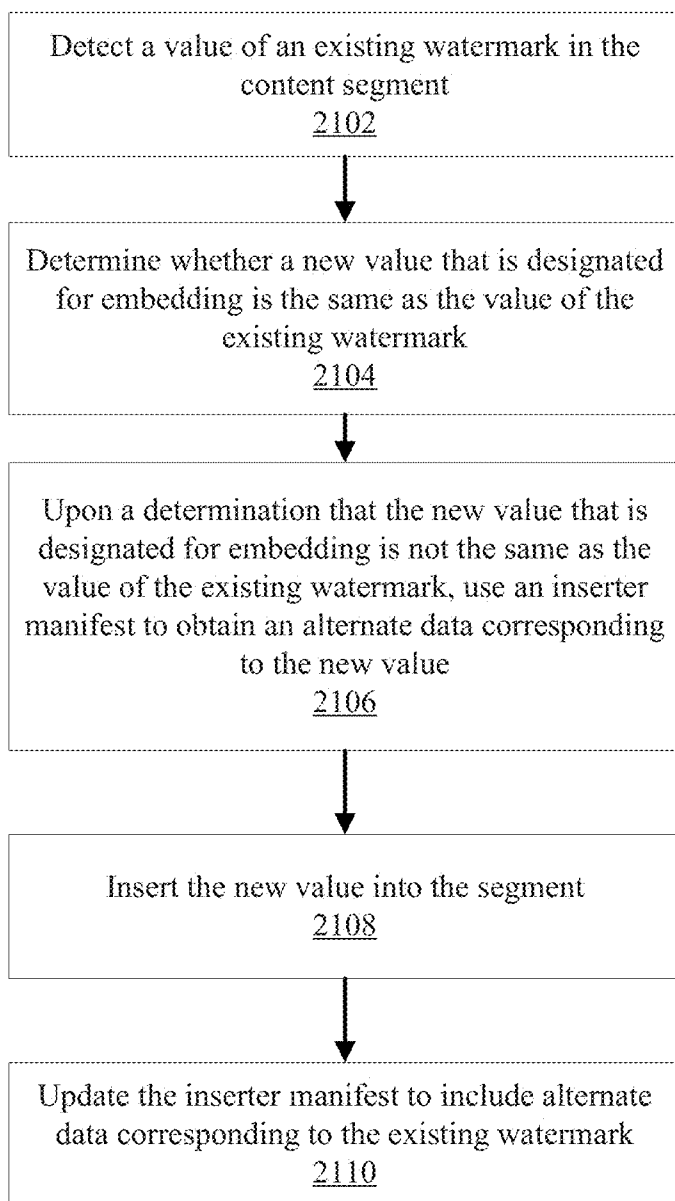 Detect a value of an existing watermark in the
content segment
2102
Determine whether a new value that is designated
for embedding is the same as the value of the
existing watermark
2104
Upon a determination that the new value that is
designated for embedding is not the same as the
value of the existing watermark, use an inserter
manifest to obtain an alternate data corresponding
to the new value
2106
Insert the new value into the segment
2108
Update the inserter manifest to include alternate
data corresponding to the existing watermark
2110